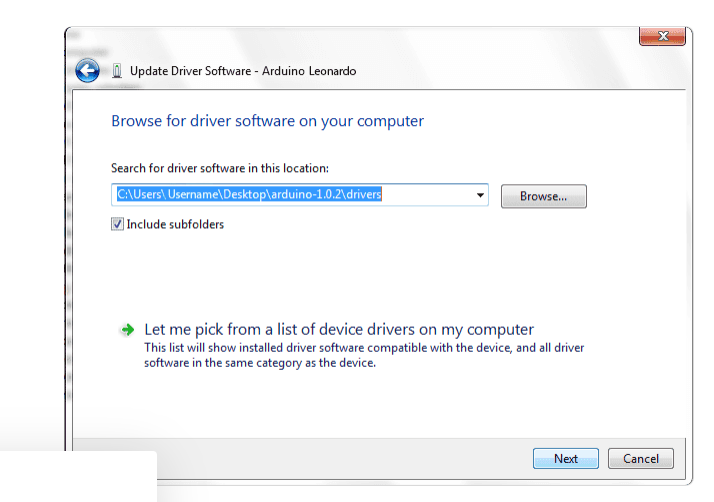 Update Driver Software - Arduino Leonardo
Browse for driver software on your computer
Search for driver software in this location:
C:\Users\ Username\Desktop\arduino-1.0.2\drivers
Browse...
Include subfolders
Let me pick from a list of device drivers on my computer
This list will show installed driver software compatible with the device, and all driver
software in the same category as the device.
Next
Cancel